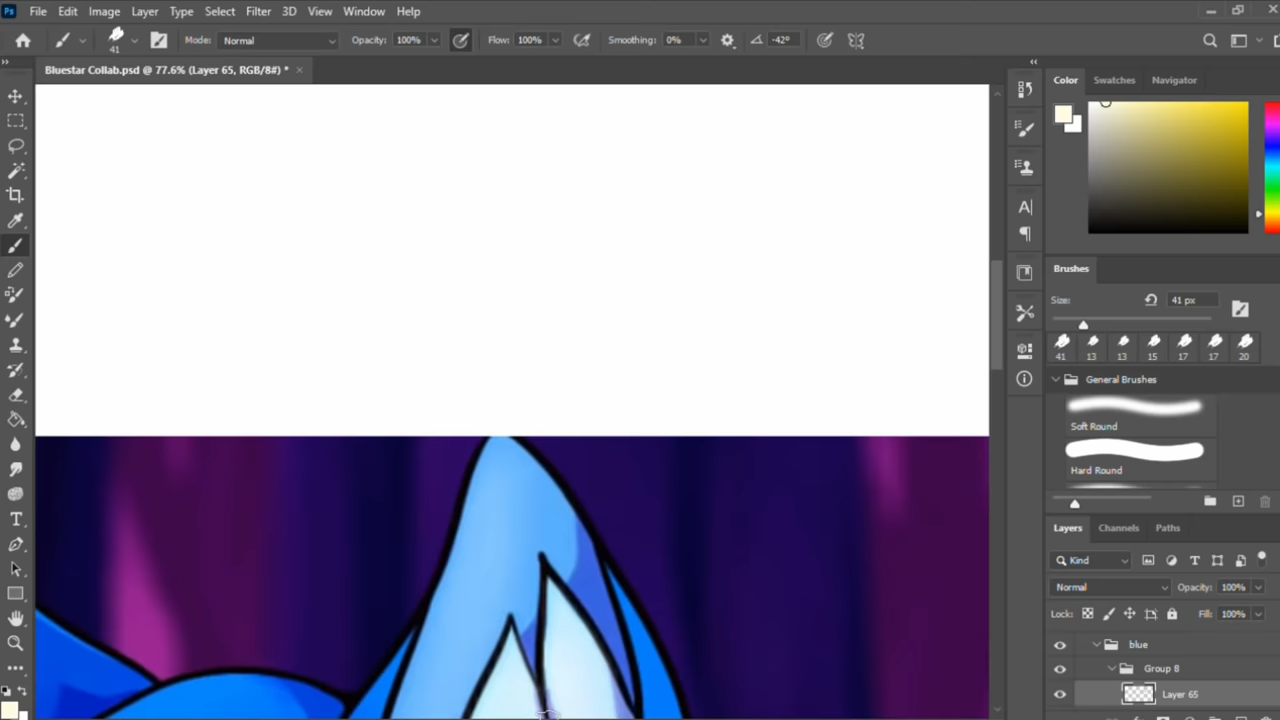 Ps File Edit Image Layer Type Select Filter 3D View Window Help
41 Mode: Normal Opacity: 100% Flow: 100% Smoothing: 0% -42°
Bluestar Collab.psd @ 77.6% (Layer 65, RGB/8#) *
Color Swatches Navigator
Brushes
Size: 41 px
41 13 13 15 17 17 20
General Brushes
Soft Round
Hard Round
Layers Channels Paths
Kind
Normal Opacity: 100%
Lock: Fill: 100%
blue
Group 8
Layer 65